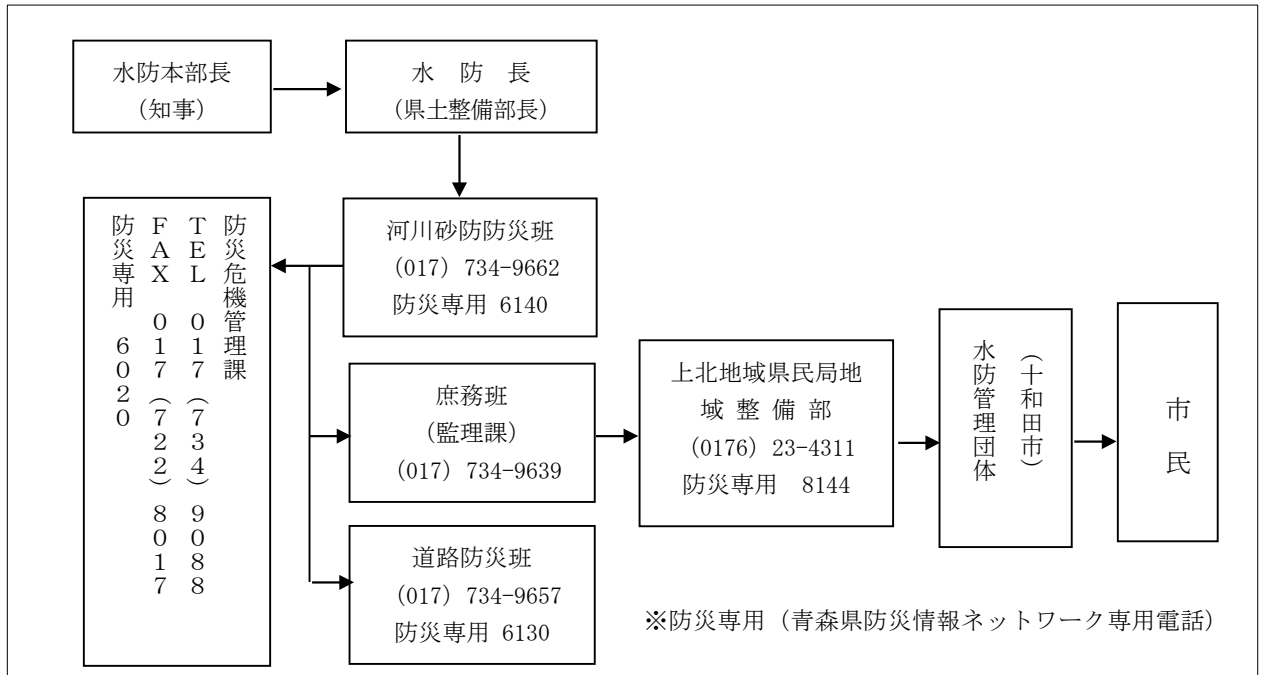 水防本部長
（知事）
水　防　長
（県土整備部長）
防災危機管理課
ＴＥＬ　０１７（７３４）９０８８
ＦＡＸ　０１７（７２２）８０１７
防災専用　６０２０
河川砂防防災班
(017) 734-9662
防災専用 6140
庶務班
(監理課)
(017) 734-9639
道路防災班
(017) 734-9657
防災専用 6130
上北地域県民局地
域 整 備 部
(0176) 23-4311
防災専用　8144
（十和田市）
水防管理団体
市　民
※防災専用（青森県防災情報ネットワーク専用電話）